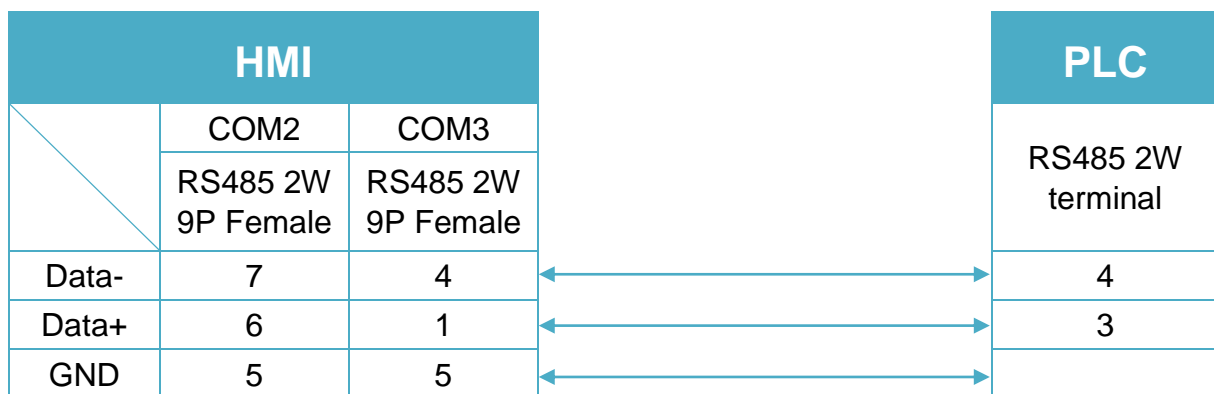 HMI PLC
COM2 COM3
RS485 2W RS485 2W RS485 2W
9P Female 9P Female terminal
Data- 7 4 4
Data+ 6 1 3
GND 5 5